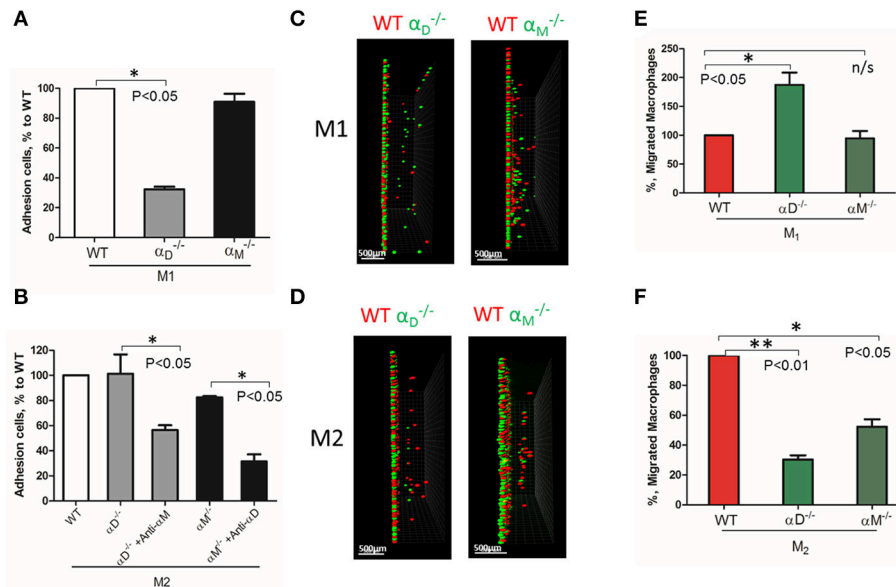 A
Adhesion cells, % to WT
100
80
60
40
20
0
*
P<0.05
WT
αD-/-
αM-/-
M1
B
Adhesion cells, % to WT
120
100
80
60
40
20
0
*
P<0.05
*
P<0.05
WT
αD-/-
αD-/- +Anti-αM
αM-/-
αM-/- +Anti-αD
M2
C
WT αD-/-
WT αM-/-
M1
500µm
500µm
D
WT αD-/-
WT αM-/-
M2
500µm
500µm
E
%, Migrated Macrophages
250
200
150
100
50
0
*
P<0.05
n/s
WT
αD-/-
αM-/-
M1
F
%, Migrated Macrophages
100
80
60
40
20
0
*
**
P<0.01
P<0.05
WT
αD-/-
αM-/-
M2